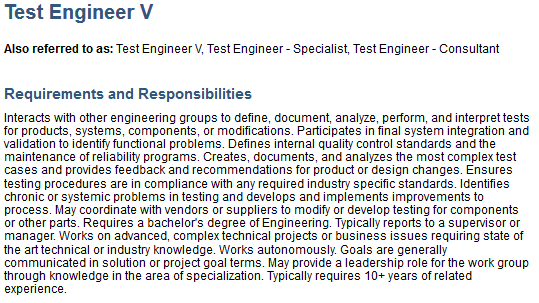 Test Engineer V
Also referred to as: Test Engineer V, Test Engineer - Specialist, Test Engineer - Consultant
Requirements and Responsibilities
Interacts with other engineering groups to define, document, analyze, perform, and interpret tests
for products, systems, components, or modifications. Participates in final system integration and
validation to identify functional problems. Defines internal quality control standards and the
maintenance of reliability programs. Creates, documents, and analyzes the most complex test
cases and provides feedback and recommendations for product or design changes. Ensures
testing procedures are in compliance with any required industry specific standards. Identifies
chronic or systemic problems in testing and develops and implements improvements to
process. May coordinate with vendors or suppliers to modify or develop testing for components
or other parts. Requires a bachelor's degree of Engineering. Typically reports to a supervisor or
manager. Works on advanced, complex technical projects or business issues requiring state of
the art technical or industry knowledge. Works autonomously. Goals are generally
communicated in solution or project goal terms. May provide a leadership role for the work group
through knowledge in the area of specialization. Typically requires 10+ years of related
experience.